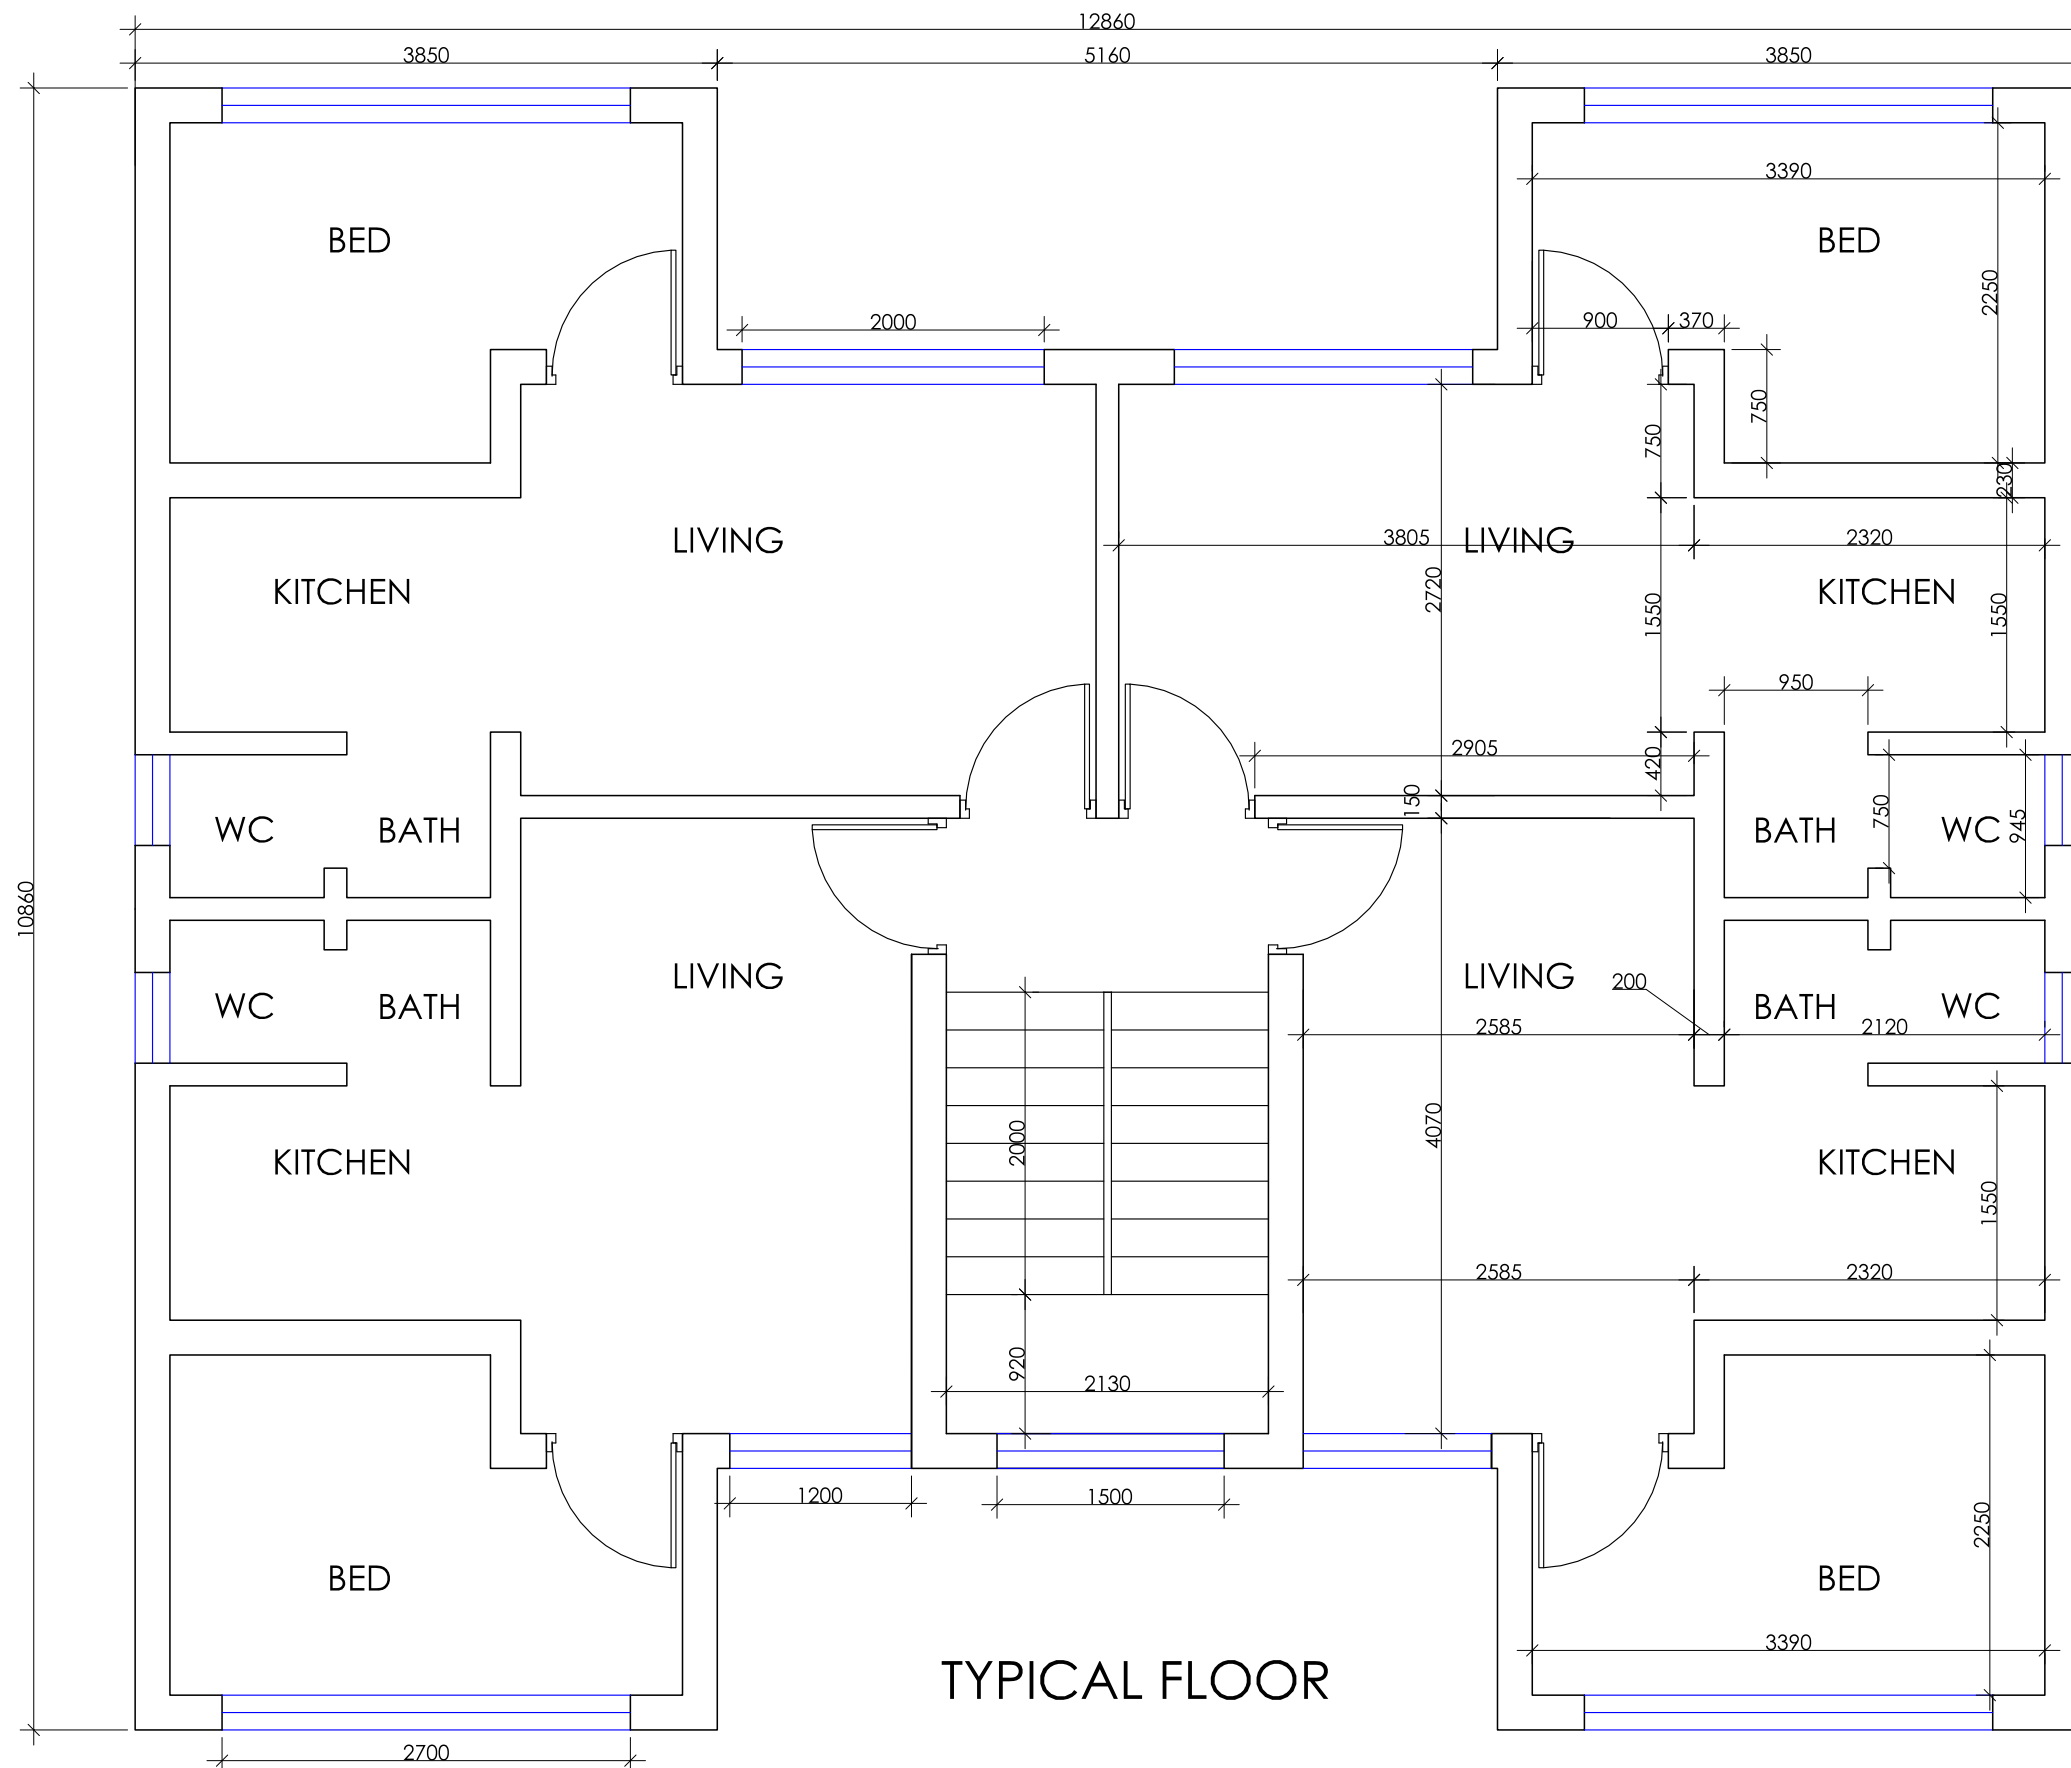 12860
3850 5160 3850
3390
BED BED
2250
2000 900 370
750
750
230
LIVING 3805 LIVING 2320
KITCHEN 2720 1550 KITCHEN 1550
950
2905
420
150
750
945
WC BATH BATH WC
10860
LIVING LIVING
200
WC BATH BATH WC
2585 2120
2000 4070
KITCHEN KITCHEN
1550
2585 2320
920
2130
1200 1500
2250
BED BED
3390
TYPICAL FLOOR
2700